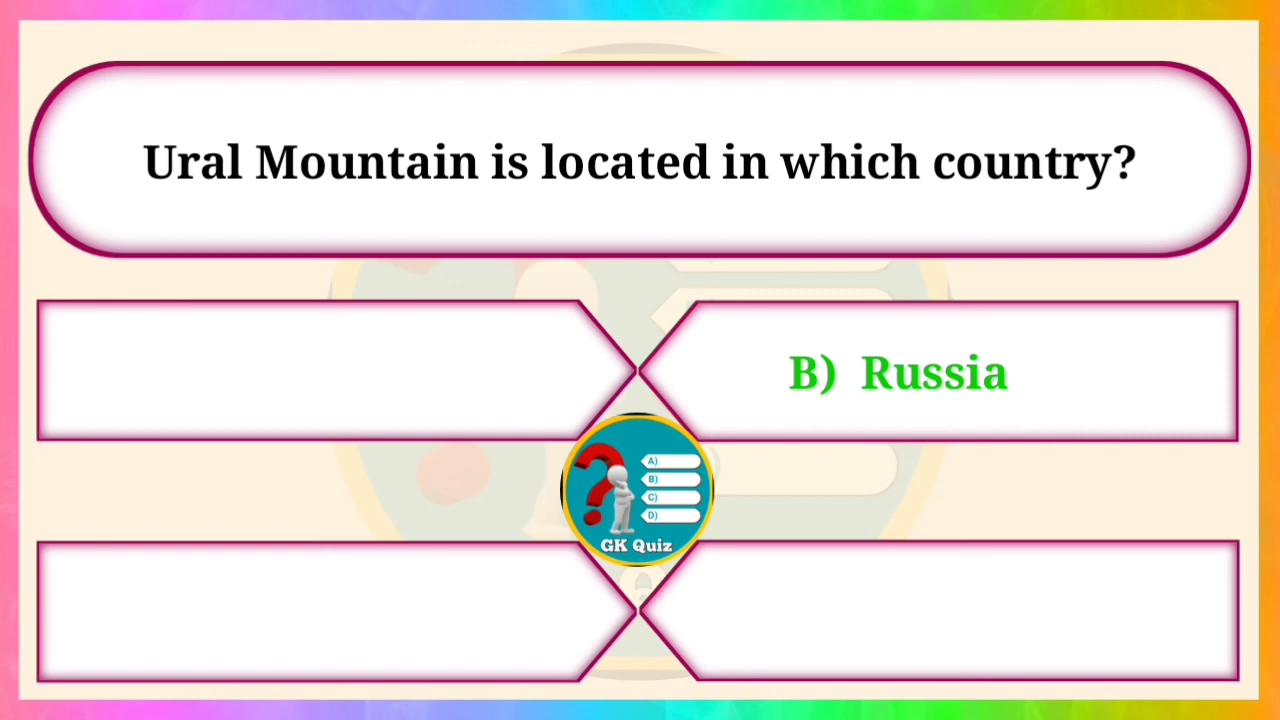 Ural Mountain is located in which country?
B) Russia
A)
B)
C)
D)
GK Quiz